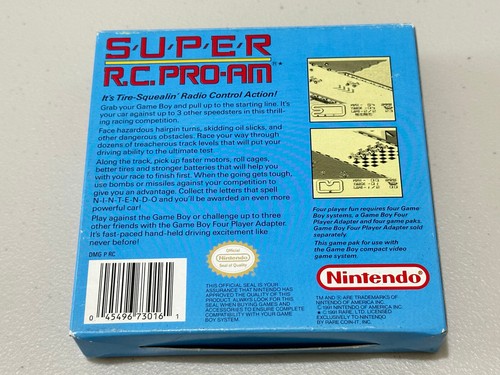 S·U·P·E·R
R.C. PRO-AM®*
It's Tire-Squealin' Radio Control Action!
Grab your Game Boy and pull up to the starting line. It's
your car against up to 3 other speedsters in this thrill-
ing racing competition.
Face hazardous hairpin turns, skidding oil slicks, and
other dangerous obstacles. Race your way through
dozens of treacherous track levels that will put your
driving ability to the ultimate test.
Along the track, pick up faster motors, roll cages,
better tires and stronger batteries that will help you
with your race to finish first. When the going gets tough,
use bombs or missiles against your competition to
give you an advantage. Collect the letters that spell
N-I-N-T-E-N-D-O and you'll be awarded an even more
powerful car!
Play against the Game Boy or challenge up to three
other friends with the Game Boy Four Player Adapter.
It's fast-paced hand-held driving excitement like
never before!
DMG P RC
0 45496 73016 1
Official
Nintendo
Seal of Quality
THIS OFFICIAL SEAL IS YOUR
ASSURANCE THAT NINTENDO
HAS APPROVED THE QUALITY OF THIS
PRODUCT. ALWAYS LOOK FOR THIS
SEAL WHEN BUYING GAMES AND
ACCESSORIES TO ENSURE COMPLETE
COMPATIBILITY WITH YOUR GAME
BOY SYSTEM.
Four player fun requires four Game
Boy systems, a Game Boy Four
Player Adapter and four game paks.
Game Boy Four Player Adapter sold
separately.
This game pak for use with
the Game Boy compact video
game system.
Nintendo®
TM AND ® ARE TRADEMARKS OF
NINTENDO OF AMERICA INC.
© 1991 NINTENDO OF AMERICA INC.
*© 1991 RARE, LTD. LICENSED
EXCLUSIVELY TO NINTENDO
BY RARE COIN-IT, INC.